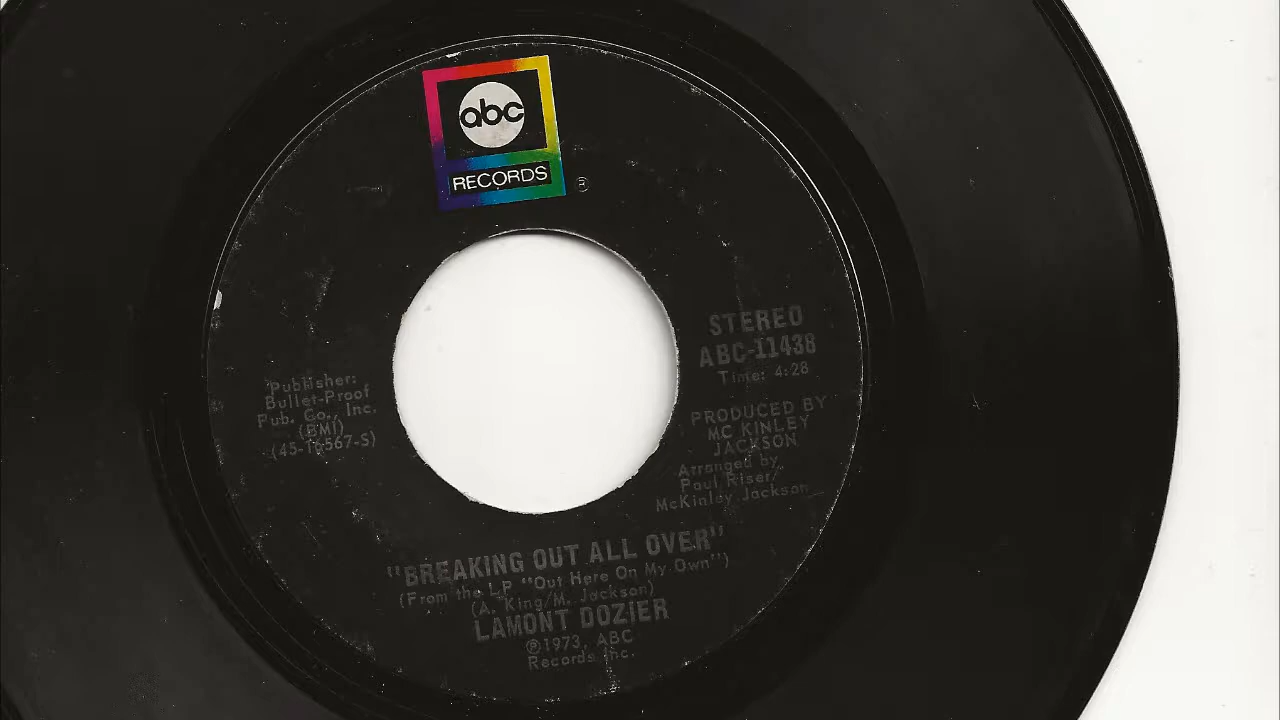 abc
RECORDS
®
STEREO
ABC-11438
Time: 4:28
Publisher:
Bullet-Proof
Pub. Co., Inc.
(BMI)
(45-16567-S)
PRODUCED BY
MC KINLEY
JACKSON
Arranged by
Paul Riser/
McKinley Jackson
"BREAKING OUT ALL OVER"
(From the LP "Out Here On My Own")
(A. King/M. Jackson)
LAMONT DOZIER
℗1973, ABC
Records Inc.